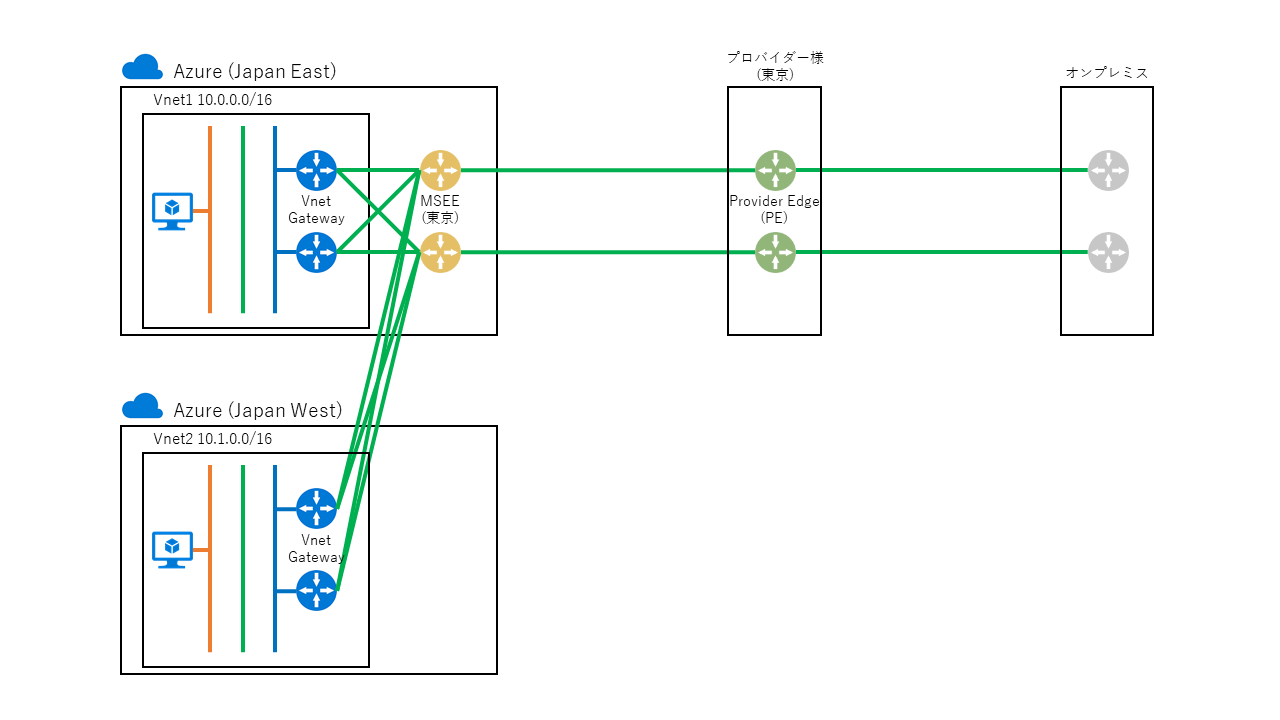 Azure (Japan East)
Vnet1 10.0.0.0/16
Vnet
Gateway
MSEE
(東京)
プロバイダー様
(東京)
Provider Edge
(PE)
オンプレミス
Azure (Japan West)
Vnet2 10.1.0.0/16
Vnet
Gateway